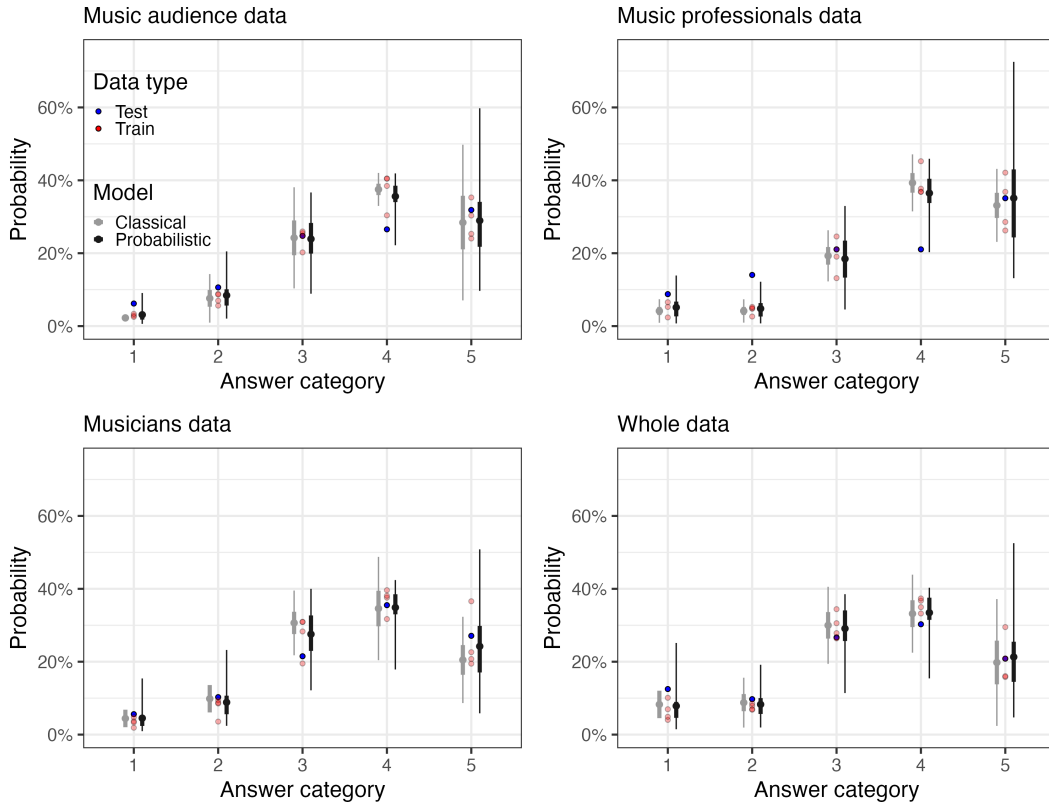 Music audience data
Music professionals data
Probability
60%
40%
20%
0%
Data type
Test
Train
Model
Classical
Probabilistic
1 2 3 4 5
Answer category
Probability
60%
40%
20%
0%
1 2 3 4 5
Answer category
Musicians data
Whole data
Probability
60%
40%
20%
0%
1 2 3 4 5
Answer category
Probability
60%
40%
20%
0%
1 2 3 4 5
Answer category